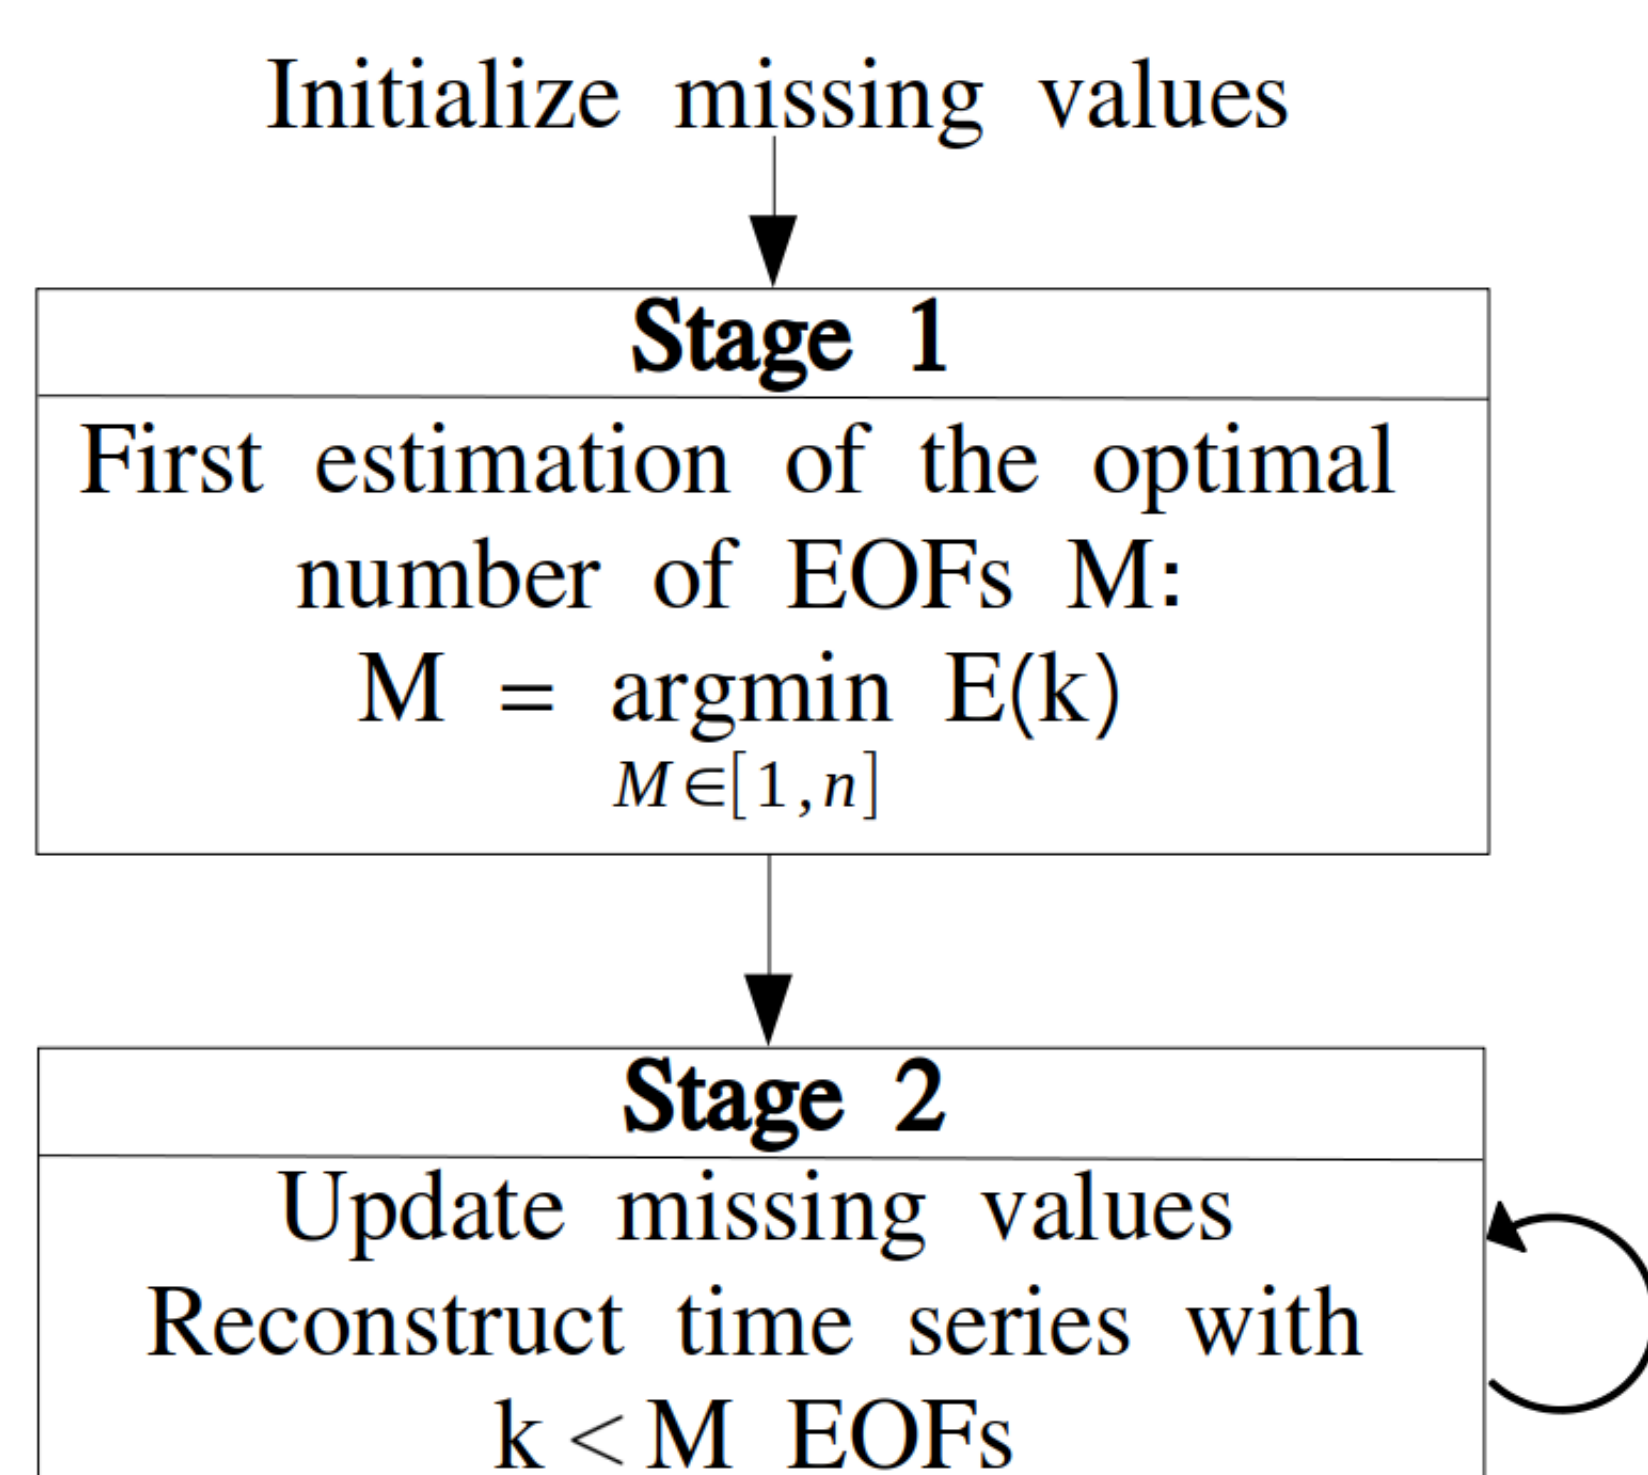 Initialize missing values
Stage 1
First estimation of the optimal
number of EOFs M:
M = argmin E(k)
M∈[1,n]
Stage 2
Update missing values
Reconstruct time series with
k < M EOFs